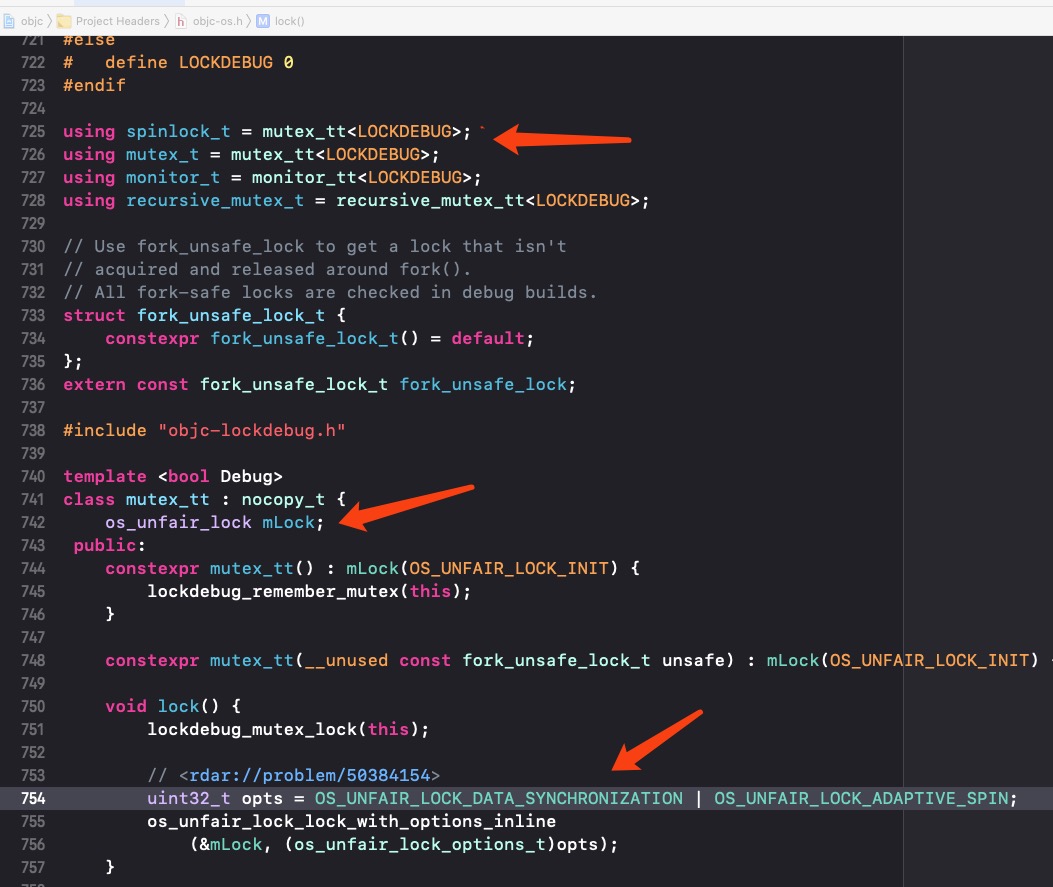 objc 〉 Project Headers 〉 h objc-os.h 〉 M lock()
721 #else
722 #   define LOCKDEBUG 0
723 #endif
724
725 using spinlock_t = mutex_tt<LOCKDEBUG>;
726 using mutex_t = mutex_tt<LOCKDEBUG>;
727 using monitor_t = monitor_tt<LOCKDEBUG>;
728 using recursive_mutex_t = recursive_mutex_tt<LOCKDEBUG>;
729
730 // Use fork_unsafe_lock to get a lock that isn't
731 // acquired and released around fork().
732 // All fork-safe locks are checked in debug builds.
733 struct fork_unsafe_lock_t {
734     constexpr fork_unsafe_lock_t() = default;
735 };
736 extern const fork_unsafe_lock_t fork_unsafe_lock;
737
738 #include "objc-lockdebug.h"
739
740 template <bool Debug>
741 class mutex_tt : nocopy_t {
742     os_unfair_lock mLock;
743  public:
744     constexpr mutex_tt() : mLock(OS_UNFAIR_LOCK_INIT) {
745         lockdebug_remember_mutex(this);
746     }
747
748     constexpr mutex_tt(__unused const fork_unsafe_lock_t unsafe) : mLock(OS_UNFAIR_LOCK_INIT)
749
750     void lock() {
751         lockdebug_mutex_lock(this);
752
753         // <rdar://problem/50384154>
754         uint32_t opts = OS_UNFAIR_LOCK_DATA_SYNCHRONIZATION | OS_UNFAIR_LOCK_ADAPTIVE_SPIN;
755         os_unfair_lock_lock_with_options_inline
756             (&mLock, (os_unfair_lock_options_t)opts);
757     }